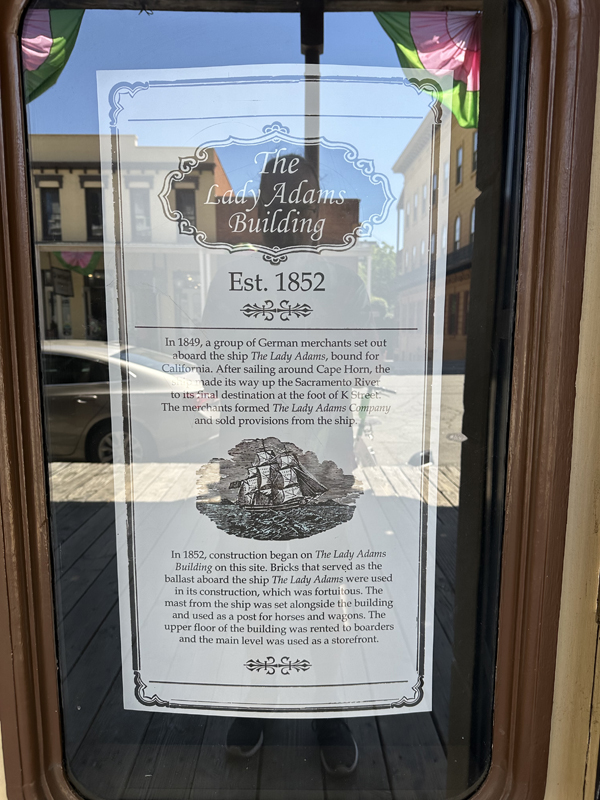 The
Lady Adams
Building
Est. 1852
In 1849, a group of German merchants set out
aboard the ship The Lady Adams, bound for
California. After sailing around Cape Horn, the
ship made its way up the Sacramento River
to its final destination at the foot of K Street.
The merchants formed The Lady Adams Company
and sold provisions from the ship.
In 1852, construction began on The Lady Adams
Building on this site. Bricks that served as the
ballast aboard the ship The Lady Adams were used
in its construction, which was fortuitous. The
mast from the ship was set alongside the building
and used as a post for horses and wagons. The
upper floor of the building was rented to boarders
and the main level was used as a storefront.